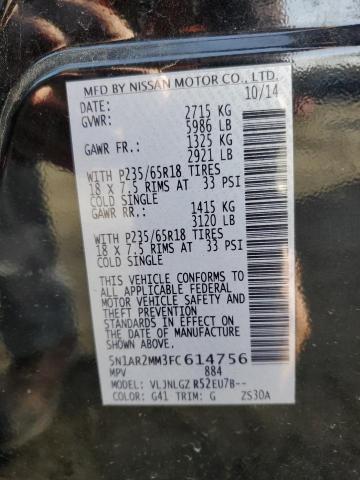 MFD BY NISSAN MOTOR CO., LTD.
DATE: 10/14
GVWR: 2715 KG
5986 LB
GAWR FR.: 1325 KG
2921 LB
WITH P235/65R18 TIRES
18 x 7.5 RIMS AT 33 PSI
COLD SINGLE
GAWR RR: 1415 KG
3120 LB
WITH P235/65R18 TIRES
18 x 7.5 RIMS AT 33 PSI
COLD SINGLE
THIS VEHICLE CONFORMS TO
ALL APPLICABLE FEDERAL
MOTOR VEHICLE SAFETY AND
STANDARDS IN EFFECT ON
THE DATE OF MANUFACTURE
SHOWN ABOVE.
5N1AR2MM3FC614756
MPV 884
MODEL: VLJNLGZ R52EU7B--
COLOR: G41 TRIM: G ZS30A